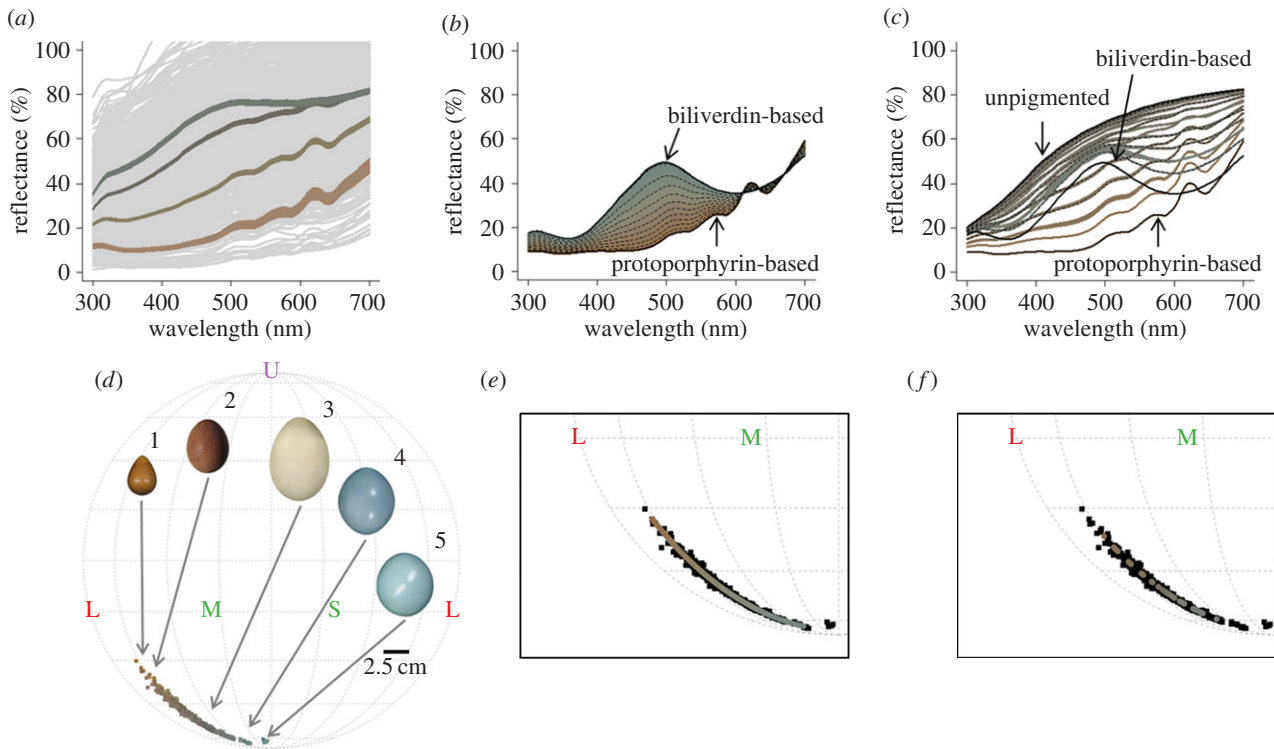 (a)
100
80
60
40
20
0
reflectance (%)
300 400 500 600 700
wavelength (nm)
(b)
100
80
60
40
20
0
reflectance (%)
biliverdin-based
protoporphyrin-based
300 400 500 600 700
wavelength (nm)
(c)
100
80
60
40
20
0
reflectance (%)
biliverdin-based
unpigmented
protoporphyrin-based
300 400 500 600 700
wavelength (nm)
(d)
U
1
2
3
4
5
L M S L
2.5 cm
(e)
L M
(f)
L M